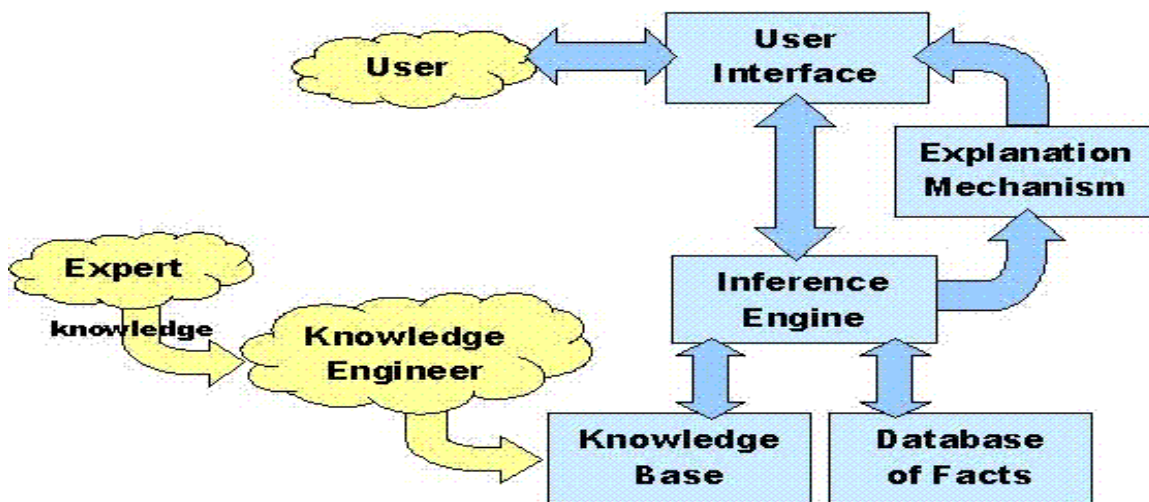 User
Interface
User
Explanation
Mechanism
Expert
knowledge
Inference
Engine
Knowledge
Engineer
Knowledge
Base
Database
of Facts